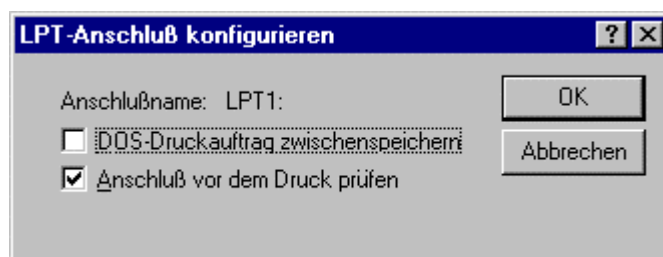 LPT-Anschluß konfigurieren
Anschlußname: LPT1:
DOS-Druckauftrag zwischenspeichern
Anschluß vor dem Druck prüfen
OK
Abbrechen